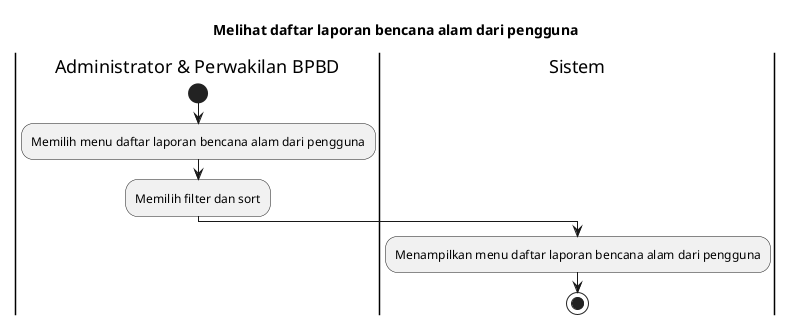 Melihat daftar laporan bencana alam dari pengguna
Administrator & Perwakilan BPBD
Sistem
Memilih menu daftar laporan bencana alam dari pengguna
Memilih filter dan sort
Menampilkan menu daftar laporan bencana alam dari pengguna